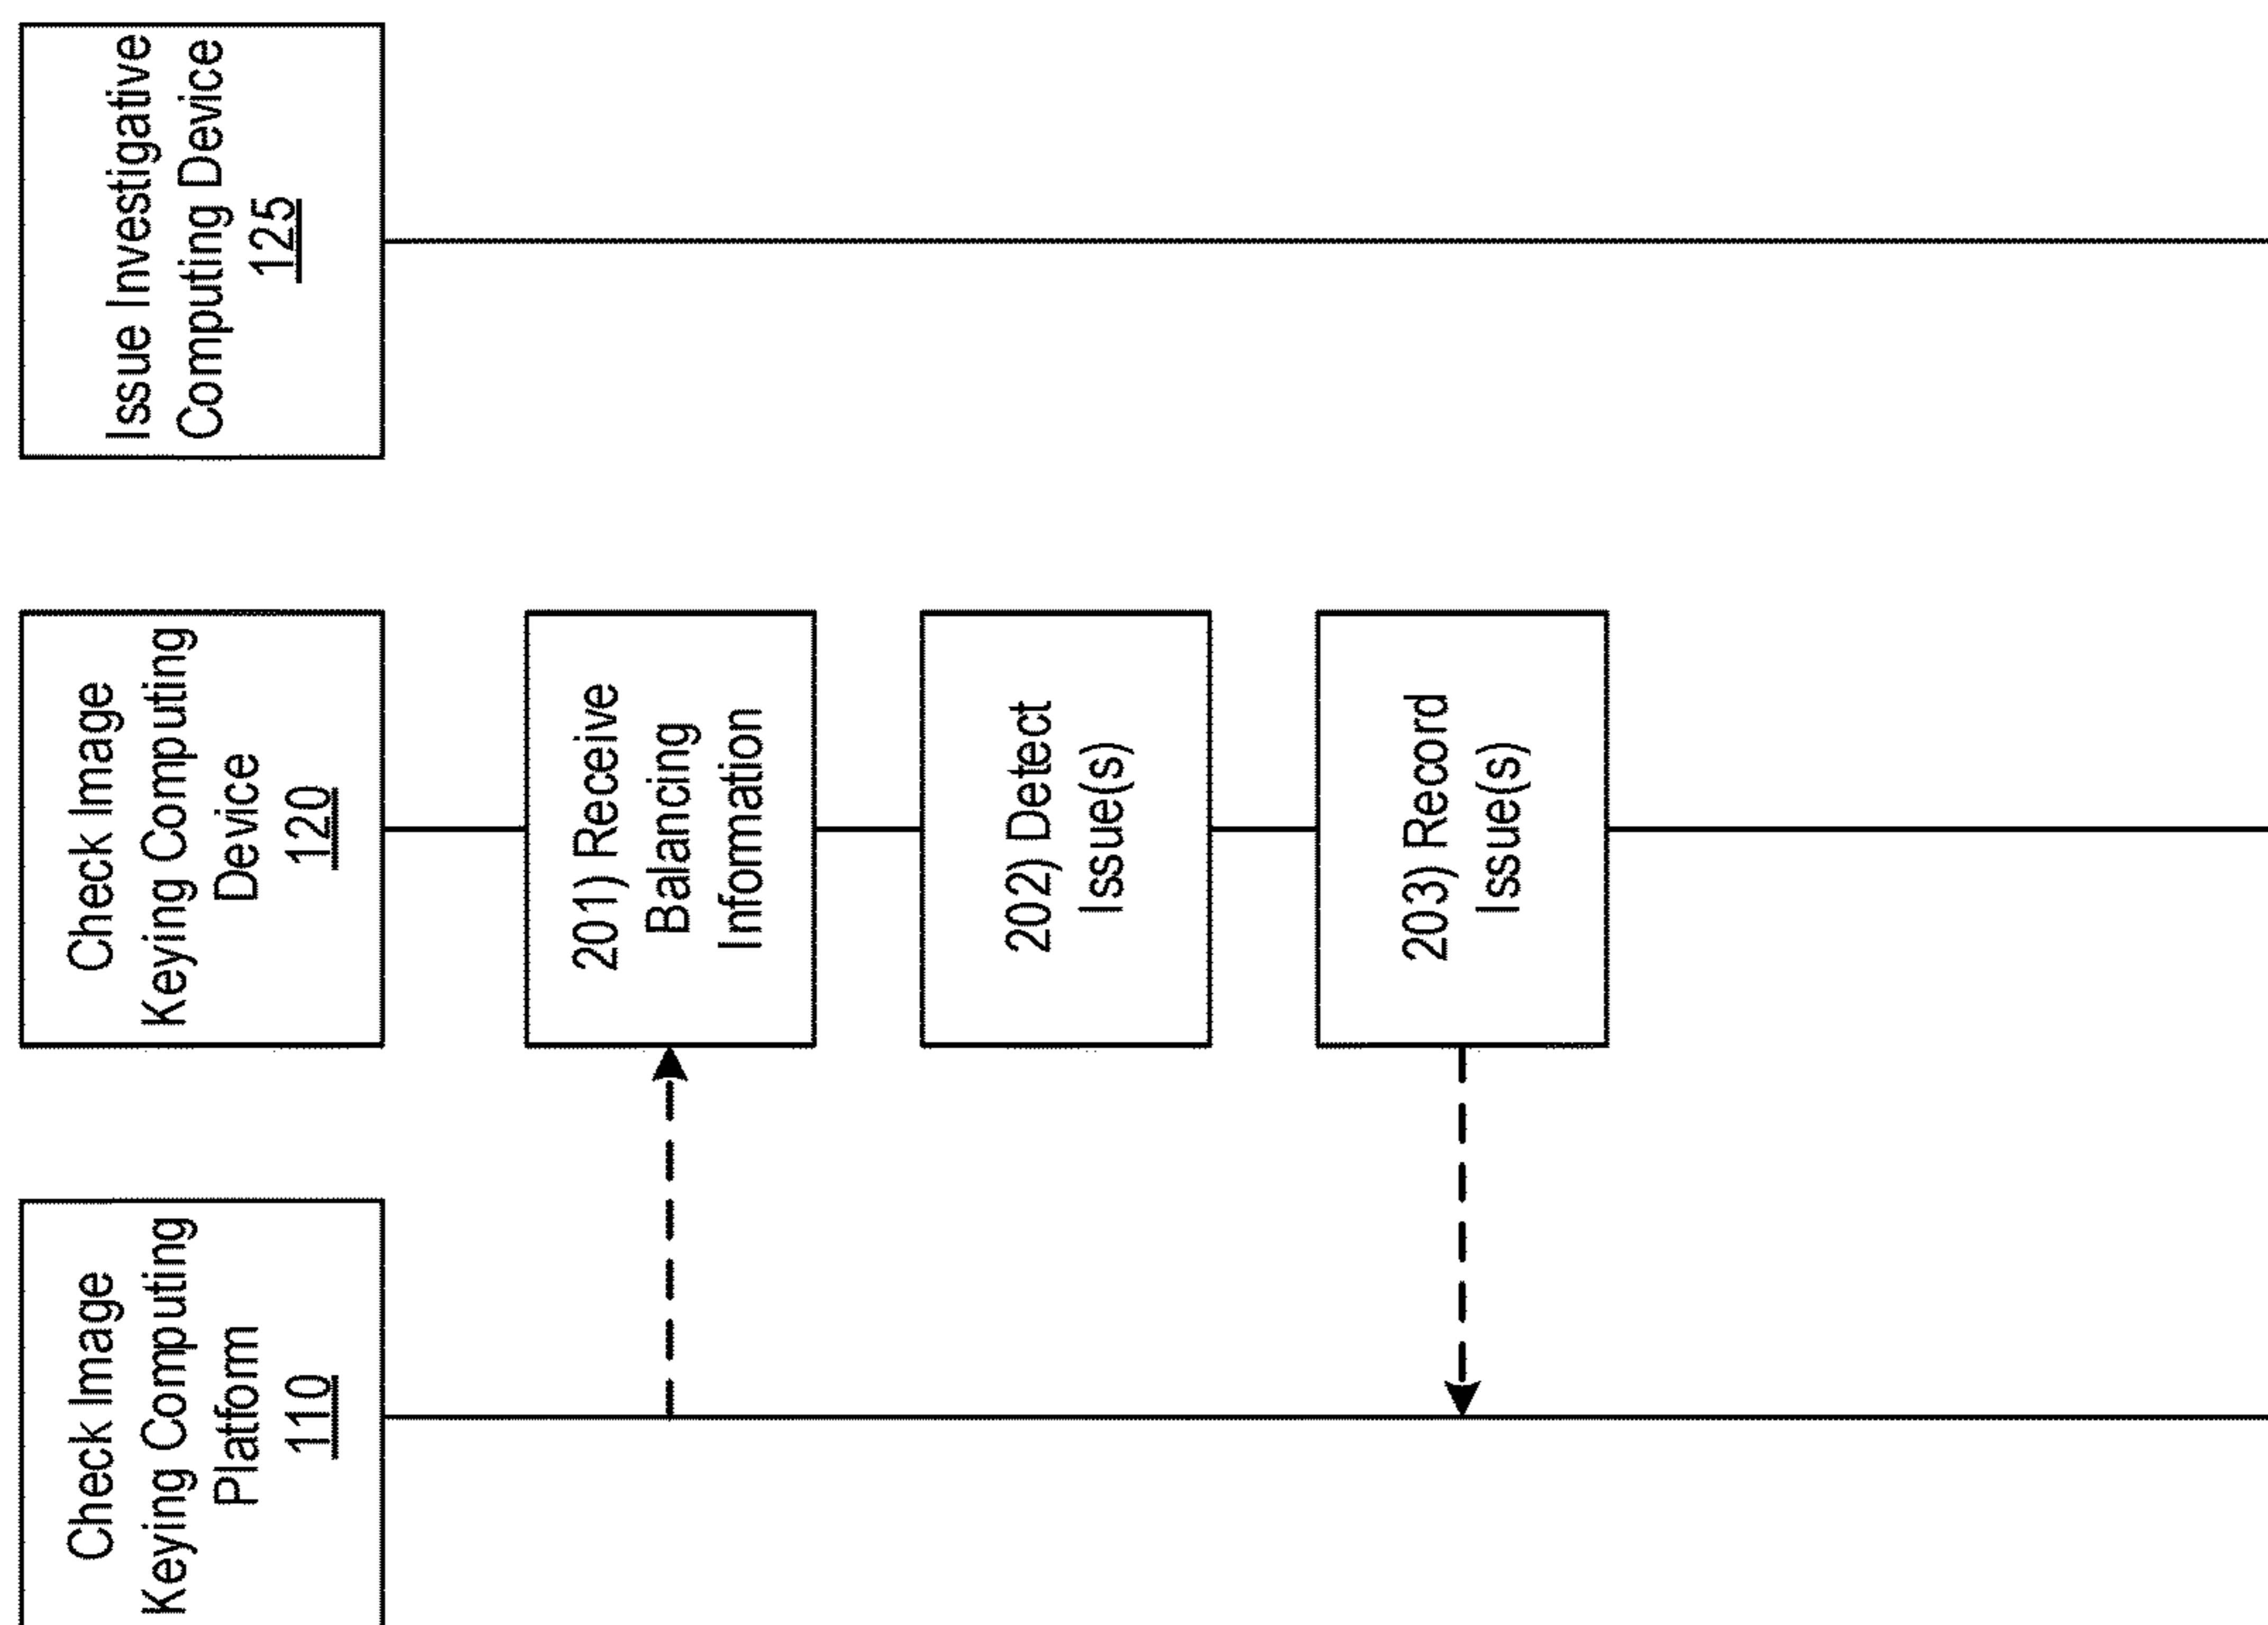 Check Image
Keying Computing
Platform
110
Check Image
Keying Computing
Device
120
Issue Investigative
Computing Device
125
201) Receive
Balancing
Information
202) Detect
Issue(s)
203) Record
Issue(s)